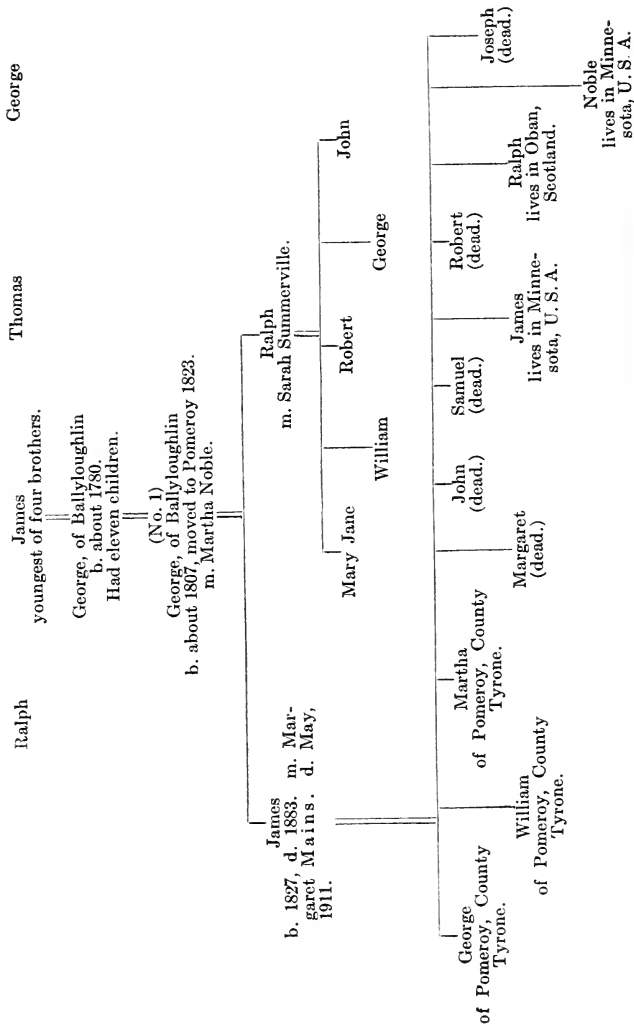 Ralph
James
youngest of four brothers.
Thomas
George
George, of Ballyloughlin
b. about 1780.
Had eleven children.
(No. 1)
George, of Ballyloughlin
b. about 1807, moved to Pomeroy 1823.
m. Martha Noble.
James
b. 1827, d. 1883. m. Mar-
garet Mains. d. May,
1911.
Ralph
m. Sarah Summerville.
Mary Jane
William
Robert
George
John
George
of Pomeroy, County
Tyrone.
William
of Pomeroy, County
Tyrone.
Martha
of Pomeroy, County
Tyrone.
Margaret
(dead.)
John
(dead.)
Samuel
(dead.)
James
lives in Minne-
sota, U. S. A.
Robert
(dead.)
Ralph
lives in Oban,
Scotland.
Noble
lives in Minne-
sota, U. S. A.
Joseph
(dead.)